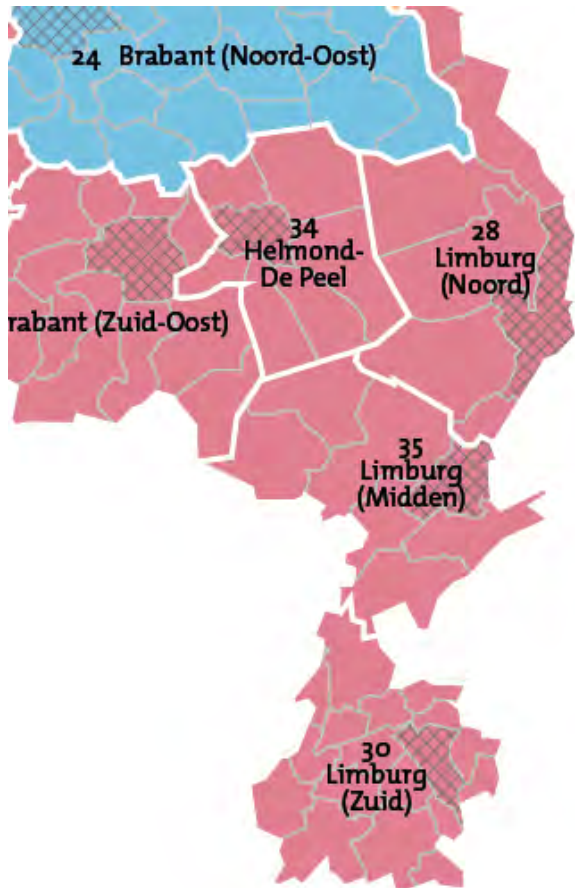 24 Brabant (Noord-Oost)
34
Helmond-
De Peel
28
Limburg
(Noord)
rabant (Zuid-Oost)
35
Limburg
(Midden)
30
Limburg
(Zuid)